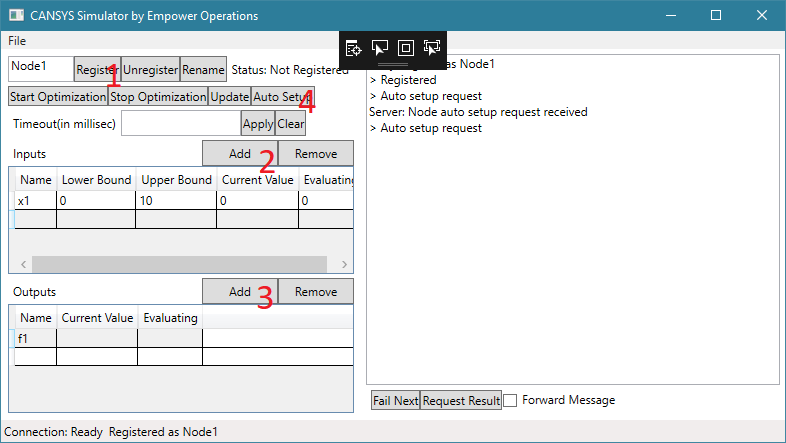 CANSYS Simulator by Empower Operations
File
Node1 Register Unregister Rename Status: Not Registered
1
Start Optimization Stop Optimization Update Auto Setup
4
Timeout(in millisec) Apply Clear
Inputs Add Remove
2
Name Lower Bound Upper Bound Current Value Evaluating
x1 0 10 0 0
Outputs Add Remove
3
Name Current Value Evaluating
f1
as Node1
> Registered
> Auto setup request
Server: Node auto setup request received
> Auto setup request
Fail Next Request Result Forward Message
Connection: Ready Registered as Node1